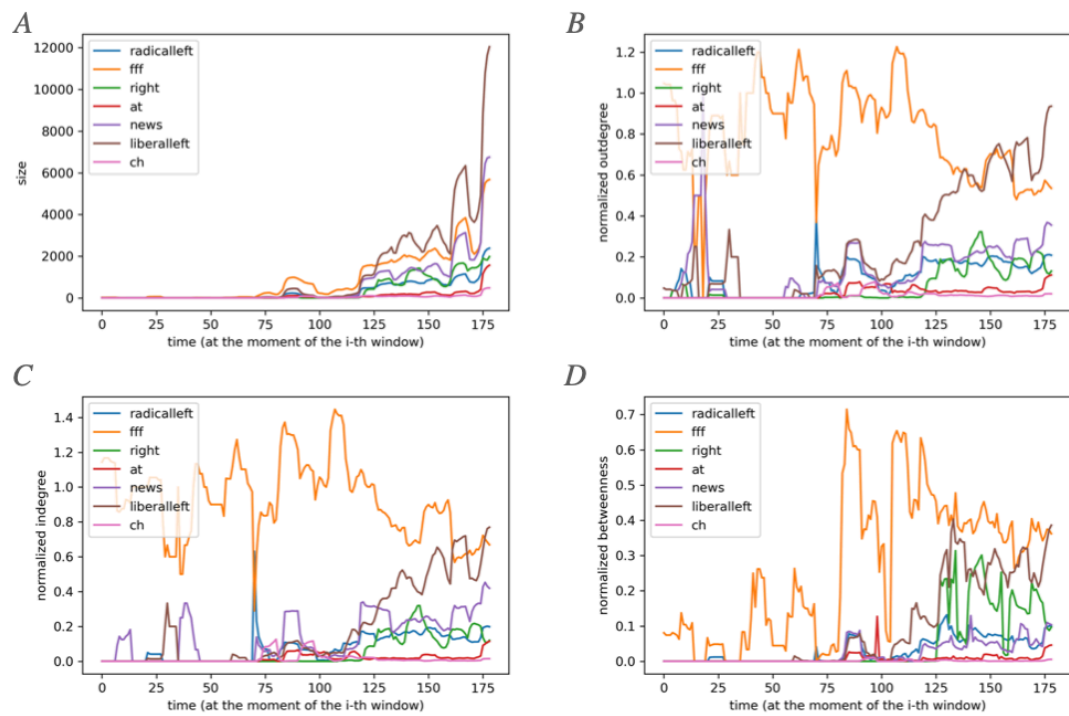 A
size
12000
10000
8000
6000
4000
2000
0
radicalleft
fff
right
at
news
liberalleft
ch
0 25 50 75 100 125 150 175
time (at the moment of the i-th window)
B
normalized outdegree
1.2
1.0
0.8
0.6
0.4
0.2
0.0
radicalleft
fff
right
at
news
liberalleft
ch
0 25 50 75 100 125 150 175
time (at the moment of the i-th window)
C
normalized indegree
1.4
1.2
1.0
0.8
0.6
0.4
0.2
0.0
radicalleft
fff
right
at
news
liberalleft
ch
0 25 50 75 100 125 150 175
time (at the moment of the i-th window)
D
normalized betweenness
0.7
0.6
0.5
0.4
0.3
0.2
0.1
0.0
radicalleft
fff
right
at
news
liberalleft
ch
0 25 50 75 100 125 150 175
time (at the moment of the i-th window)